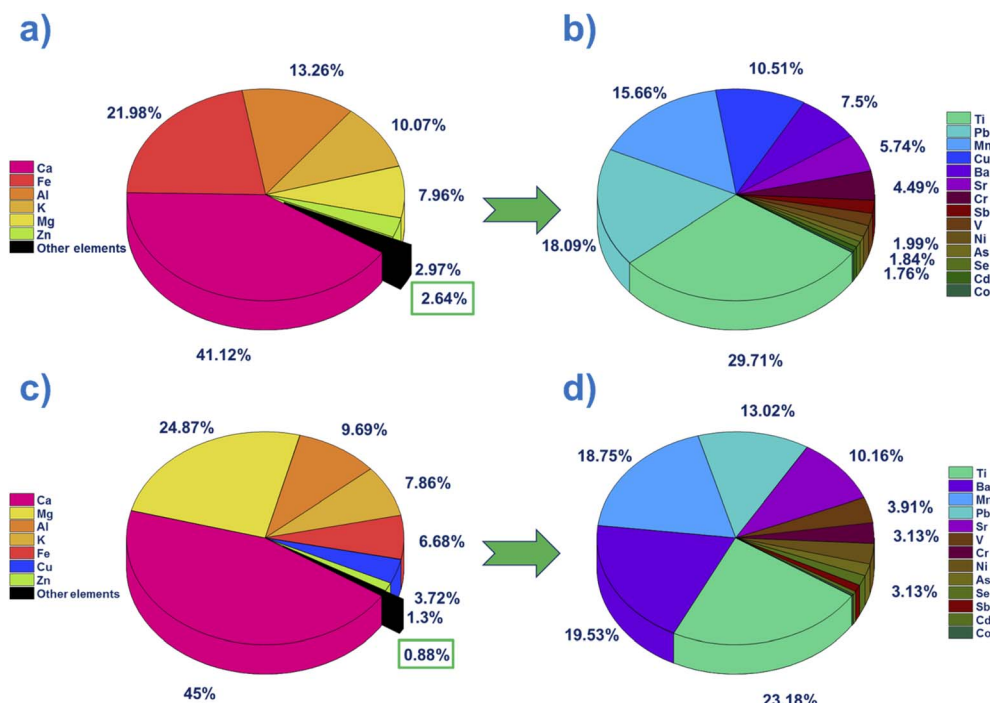 a)
13.26%
21.98%
10.07%
7.96%
2.97%
2.64%
41.12%
Ca
Fe
Al
K
Mg
Zn
Other elements
b)
10.51%
15.66%
7.5%
5.74%
4.49%
1.99%
1.84%
1.76%
18.09%
29.71%
Ti
Pb
Mn
Cu
Ba
Sr
Cr
Sb
V
Ni
As
Se
Cd
Co
c)
24.87%
9.69%
7.86%
6.68%
3.72%
1.3%
0.88%
45%
Ca
Mg
Al
K
Fe
Cu
Zn
Other elements
d)
13.02%
18.75%
10.16%
3.91%
3.13%
3.13%
19.53%
23.18%
Ti
Ba
Mn
Pb
Sr
V
Cr
Ni
As
Se
Sb
Cd
Co